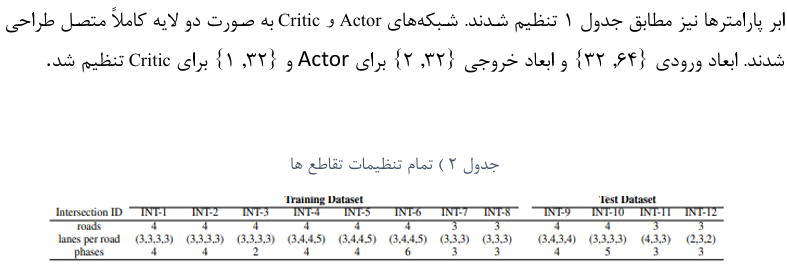 ابر پارامترها نیز مطابق جدول ۱ تنظیم شدند. شبکه‌های Actor و Critic به صورت دو لایه کاملاً متصل طراحی
شدند. ابعاد ورودی {۶۴, ۳۲} و ابعاد خروجی {۳۲, ۲} برای Actor و {۳۲, ۱} برای Critic تنظیم شد.
جدول ۲ ) تمام تنظیمات تقاطع ها
Training Dataset Test Dataset
Intersection ID INT-1 INT-2 INT-3 INT-4 INT-5 INT-6 INT-7 INT-8 INT-9 INT-10 INT-11 INT-12
roads 4 4 4 4 4 4 3 3 4 4 3 3
lanes per road (3,3,3,3) (3,3,3,3) (3,3,3,3) (3,4,4,5) (3,4,4,5) (3,4,4,5) (3,3,3) (3,3,3) (3,4,3,4) (3,3,3,3) (4,3,3) (2,3,2)
phases 4 4 2 4 4 6 3 3 4 5 3 3